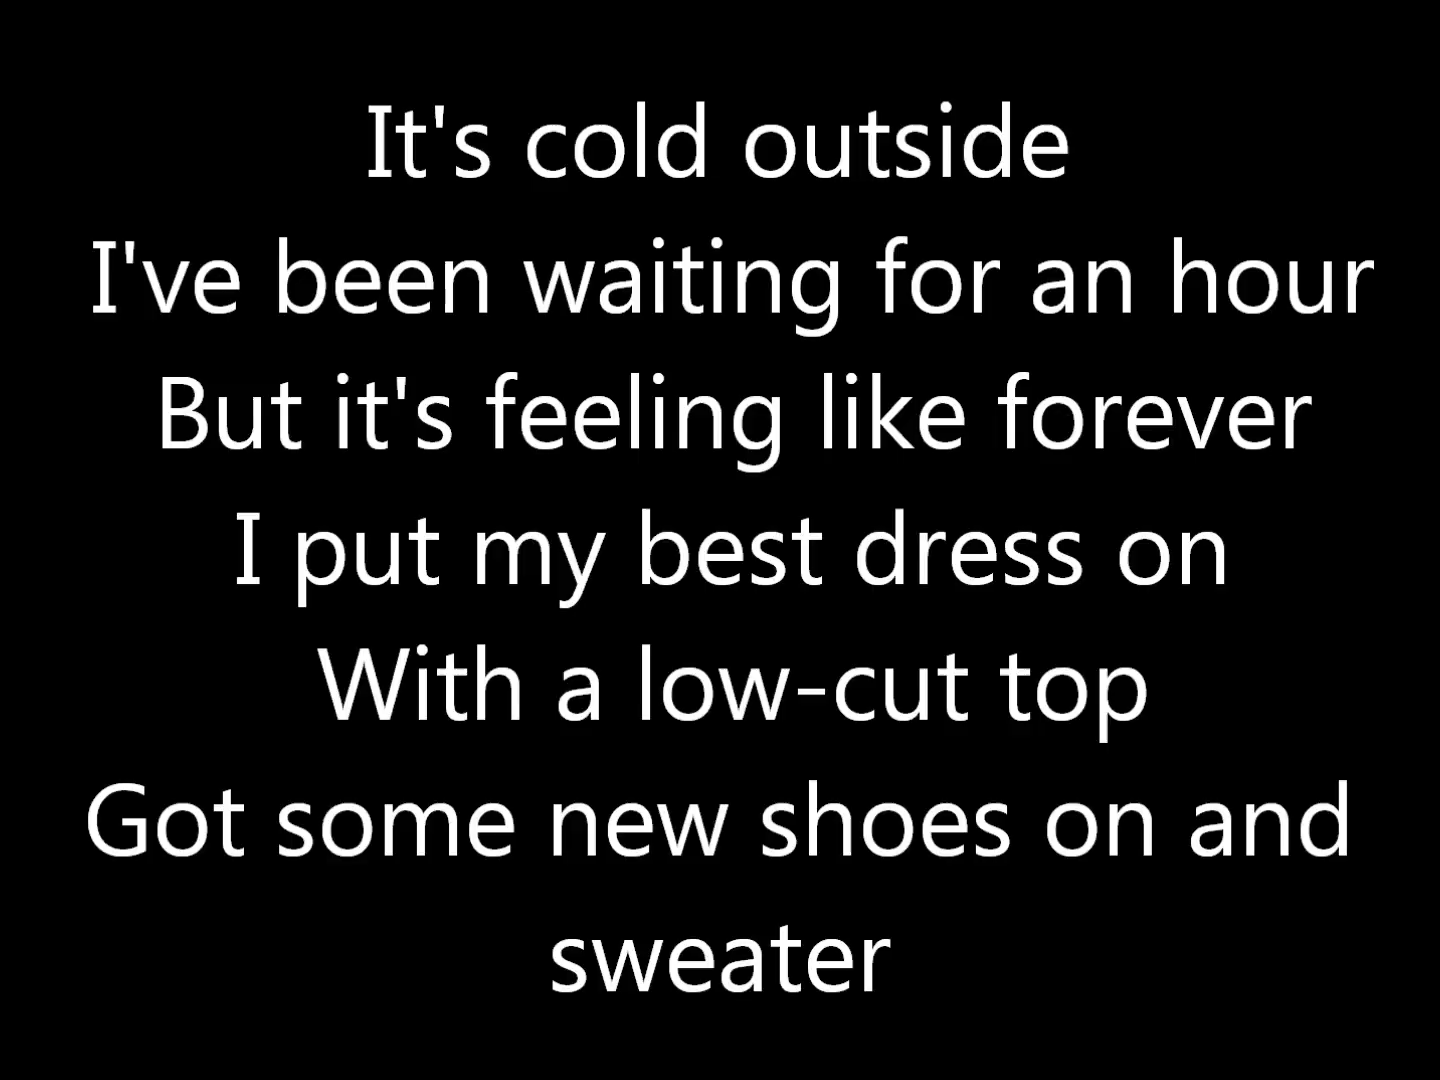 It's cold outside
I've been waiting for an hour
But it's feeling like forever
I put my best dress on
With a low-cut top
Got some new shoes on and
sweater